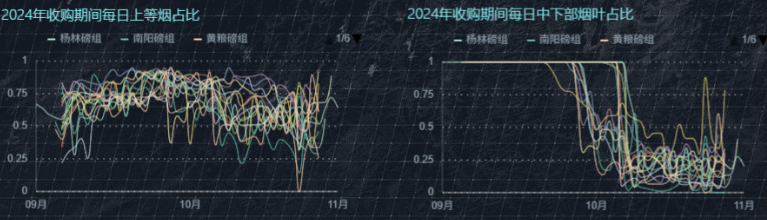 2024年收购期间每日上等烟占比
杨林磅组 南阳磅组 黄粮磅组 1/6
1
0.75
0.5
0.25
0
09月 10月 11月
2024年收购期间每日中下部烟叶占比
杨林磅组 南阳磅组 黄粮磅组 1/6
1
0.75
0.5
0.25
0
09月 10月 11月